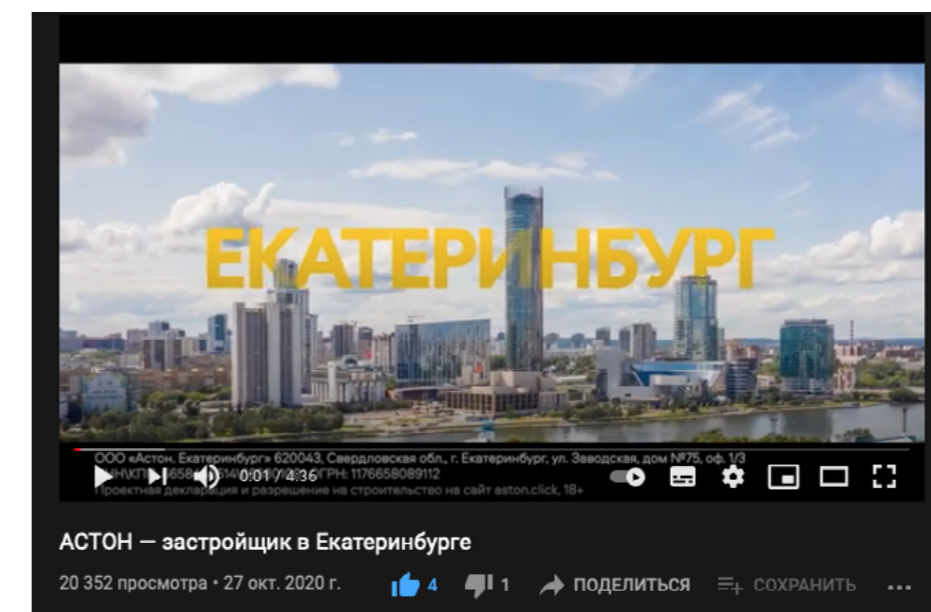 ЕКАТЕРИНБУРГ
ООО «Астон. Екатеринбург» 620043, Свердловская обл., г. Екатеринбург, ул. Заводская, дом №75, оф. 1/3
0:01 / 4:36 ОГРН: 1176658089112
Проектная декларация и разрешение на строительство на сайт aston.click, 18+
АСТОН — застройщик в Екатеринбурге
20 352 просмотра • 27 окт. 2020 г. 4 1 ПОДЕЛИТЬСЯ СОХРАНИТЬ ...